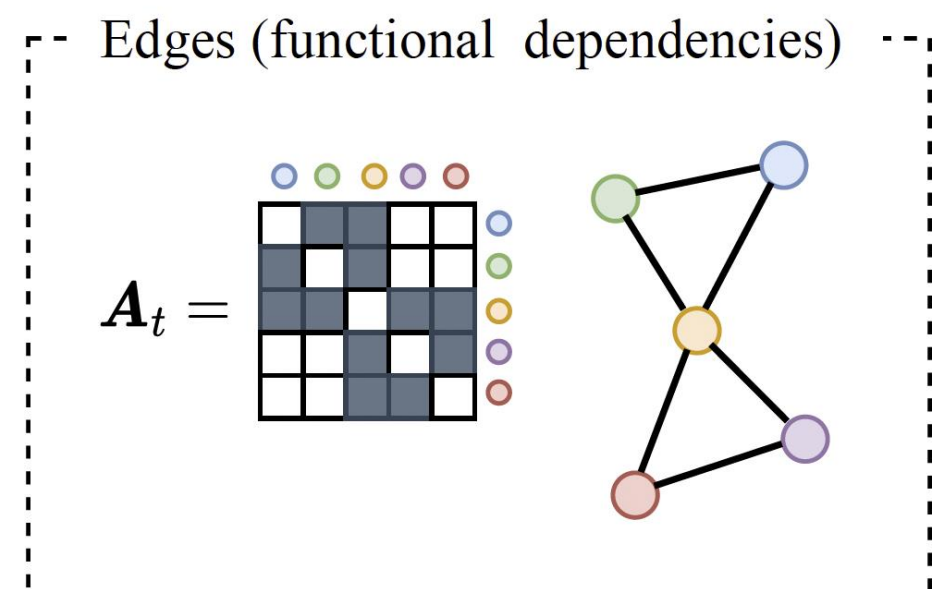 Edges (functional dependencies)
A_t =